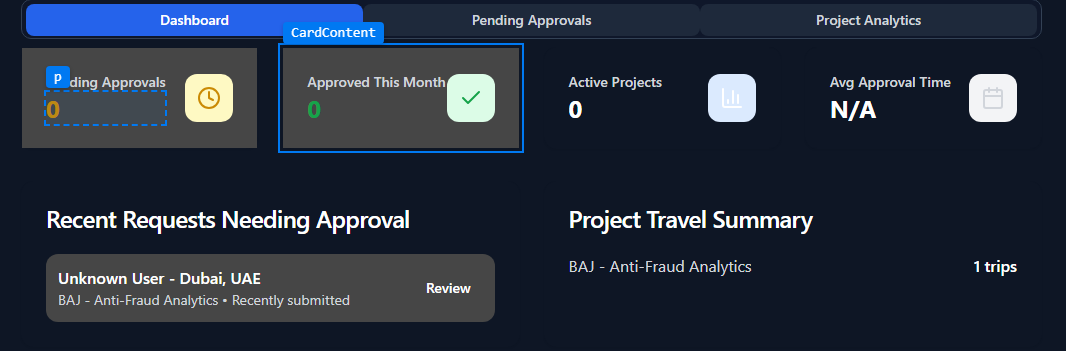 Dashboard
Pending Approvals
Project Analytics
CardContent
p
ding Approvals
0
Approved This Month
0
Active Projects
0
Avg Approval Time
N/A
Recent Requests Needing Approval
Unknown User - Dubai, UAE
BAJ - Anti-Fraud Analytics • Recently submitted
Review
Project Travel Summary
BAJ - Anti-Fraud Analytics
1 trips